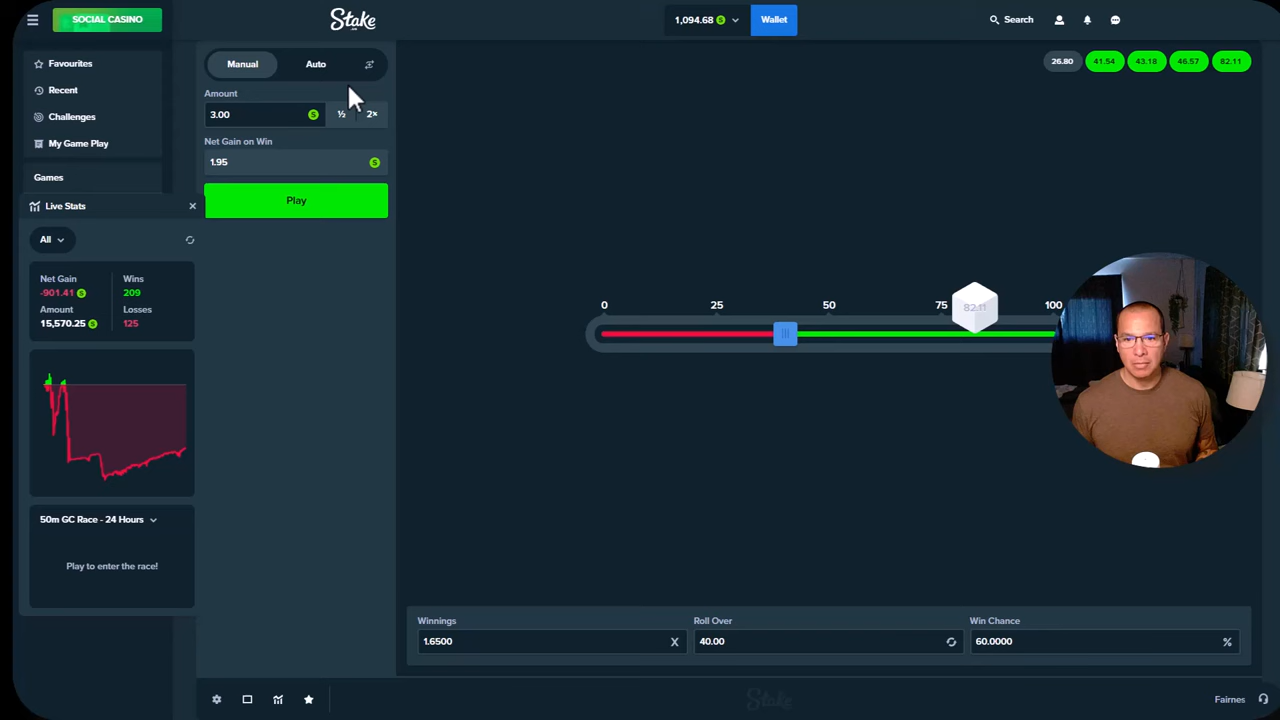 SOCIAL CASINO
Stake
1,094.68
Wallet
Search
Favourites
Recent
Challenges
My Game Play
Games
Live Stats
All
Net Gain
-901.41
Wins
209
Amount
15,570.25
Losses
125
50m GC Race - 24 Hours
Play to enter the race!
Manual
Auto
Amount
3.00
½
2×
Net Gain on Win
1.95
Play
26.80
41.54
43.18
46.57
82.11
0
25
50
75
100
82.11
Winnings
1.6500
Roll Over
40.00
Win Chance
60.0000
%
Stake
Fairnes